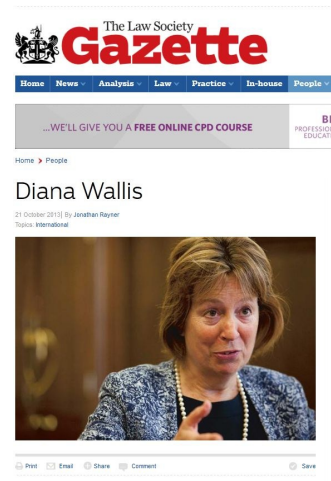 The Law Society
Gazette
Home News Analysis Law Practice In-house People
...WE'LL GIVE YOU A FREE ONLINE CPD COURSE
Home > People
Diana Wallis
21 October 2013 | By Jonathan Rayner
Topics: International
Print Email Share Comment Save